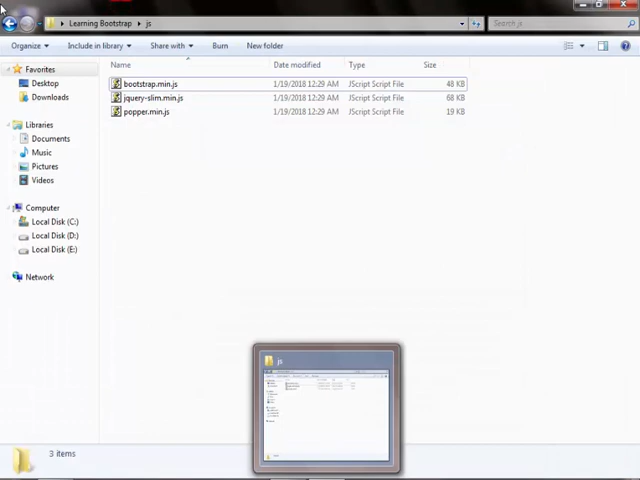 Learning Bootstrap ▸ js
Search js
Organize
Include in library
Share with
Burn
New folder
Name
Date modified
Type
Size
Favorites
Desktop
Downloads
Libraries
Documents
Music
Pictures
Videos
Computer
Local Disk (C:)
Local Disk (D:)
Local Disk (E:)
Network
bootstrap.min.js 1/19/2018 12:29 AM JScript Script File 48 KB
jquery-slim.min.js 1/19/2018 12:29 AM JScript Script File 68 KB
popper.min.js 1/19/2018 12:29 AM JScript Script File 19 KB
js
3 items